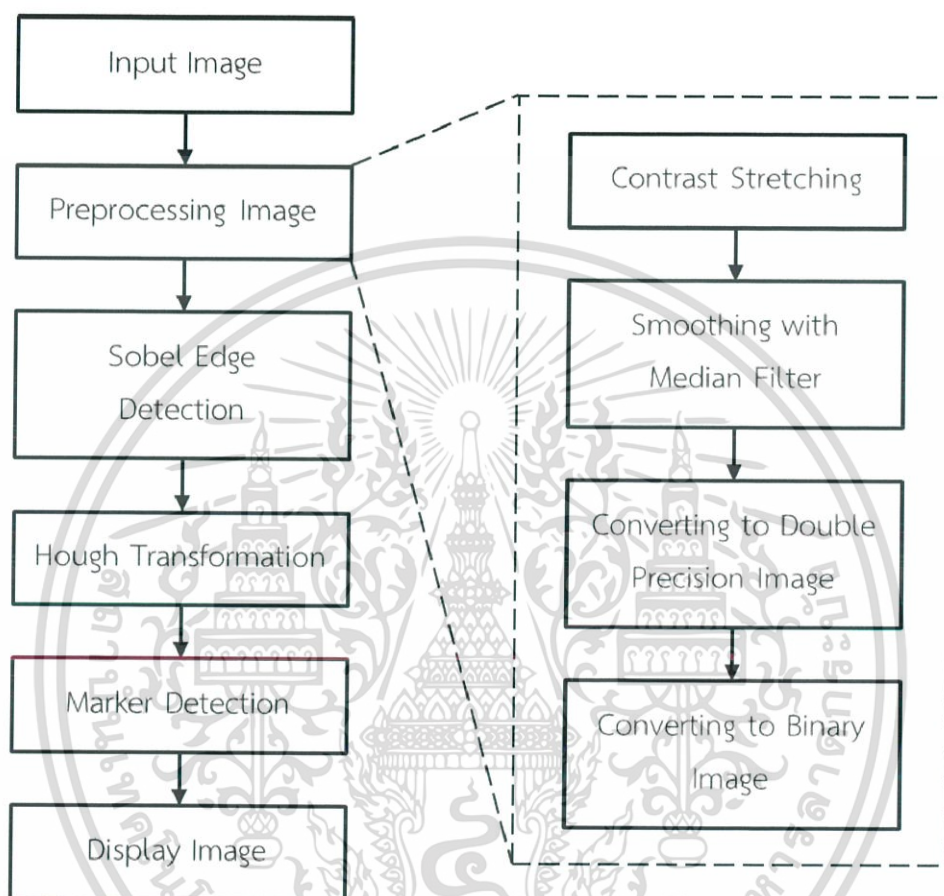 Input Image
Preprocessing Image
Sobel Edge
Detection
Hough Transformation
Marker Detection
Display Image
Contrast Stretching
Smoothing with
Median Filter
Converting to Double
Precision Image
Converting to Binary
Image